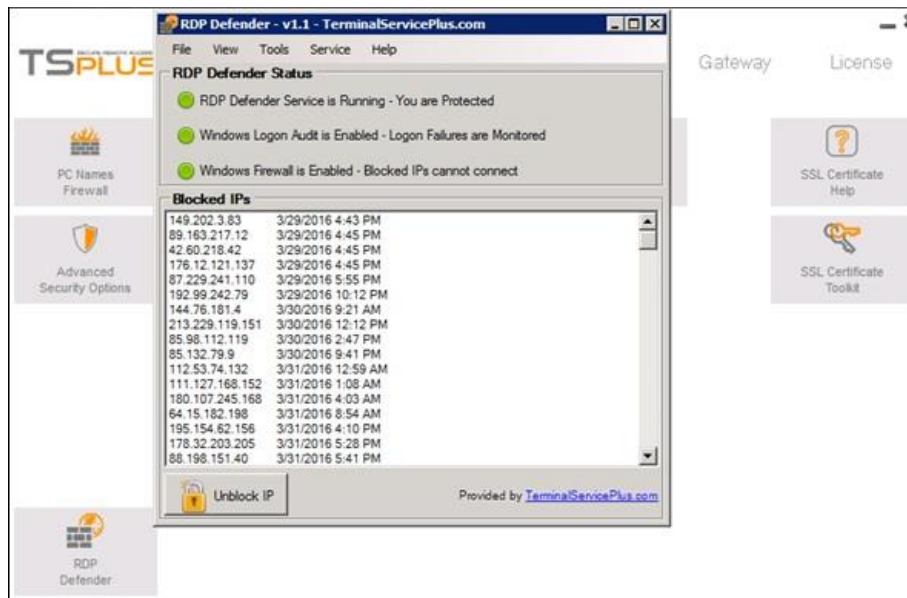 RDP Defender - v1.1 - TerminalServicePlus.com
File View Tools Service Help
TSPLUS
Gateway License
RDP Defender Status
RDP Defender Service is Running - You are Protected
Windows Logon Audit is Enabled - Logon Failures are Monitored
Windows Firewall is Enabled - Blocked IPs cannot connect
PC Names
Firewall
SSL Certificate
Help
Blocked IPs
149.202.3.83 3/29/2016 4:43 PM
89.163.217.12 3/29/2016 4:45 PM
42.60.218.42 3/29/2016 4:45 PM
176.12.121.137 3/29/2016 4:45 PM
87.229.241.110 3/29/2016 5:55 PM
192.99.242.79 3/29/2016 10:12 PM
144.76.181.4 3/30/2016 9:21 AM
213.229.119.151 3/30/2016 12:12 PM
85.98.112.119 3/30/2016 2:47 PM
85.132.79.9 3/30/2016 9:41 PM
112.53.74.132 3/31/2016 12:59 AM
111.127.168.152 3/31/2016 1:08 AM
180.107.245.168 3/31/2016 4:03 AM
64.15.182.198 3/31/2016 8:54 AM
195.154.62.156 3/31/2016 4:10 PM
178.32.203.205 3/31/2016 5:28 PM
88.198.151.40 3/31/2016 5:41 PM
Advanced
Security Options
SSL Certificate
Toolkit
Unblock IP
Provided by TerminalServicePlus.com
RDP
Defender